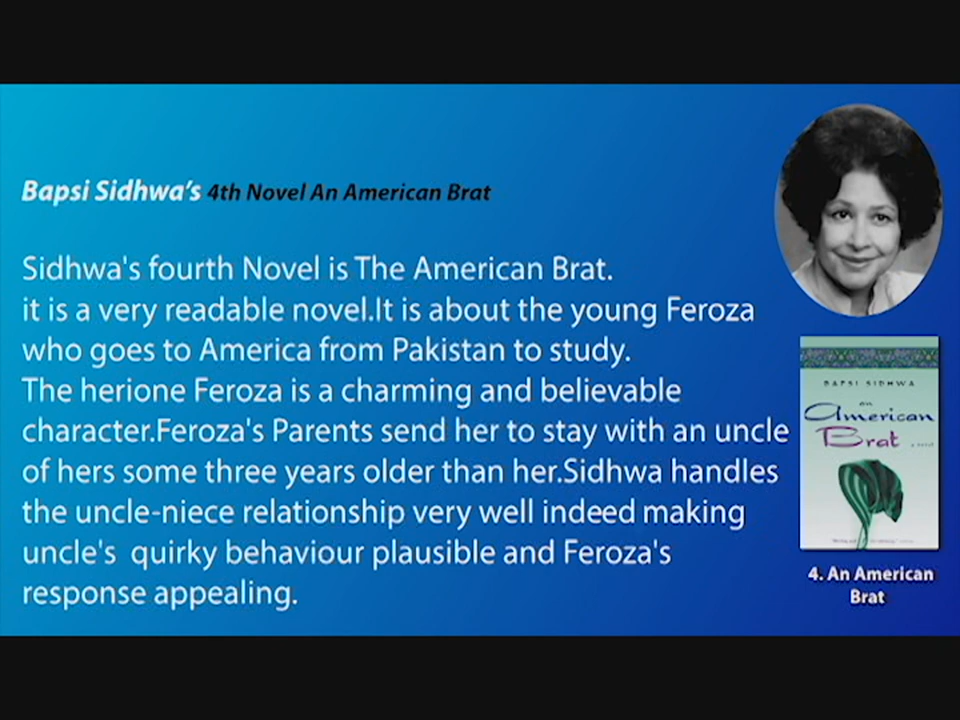 Bapsi Sidhwa's 4th Novel An American Brat
Sidhwa's fourth Novel is The American Brat.
it is a very readable novel.It is about the young Feroza
who goes to America from Pakistan to study.
The herione Feroza is a charming and believable
character.Feroza's Parents send her to stay with an uncle
of hers some three years older than her.Sidhwa handles
the uncle-niece relationship very well indeed making
uncle's quirky behaviour plausible and Feroza's
response appealing.
BAPSI SIDHWA
an
American
Brat
4. An American
Brat